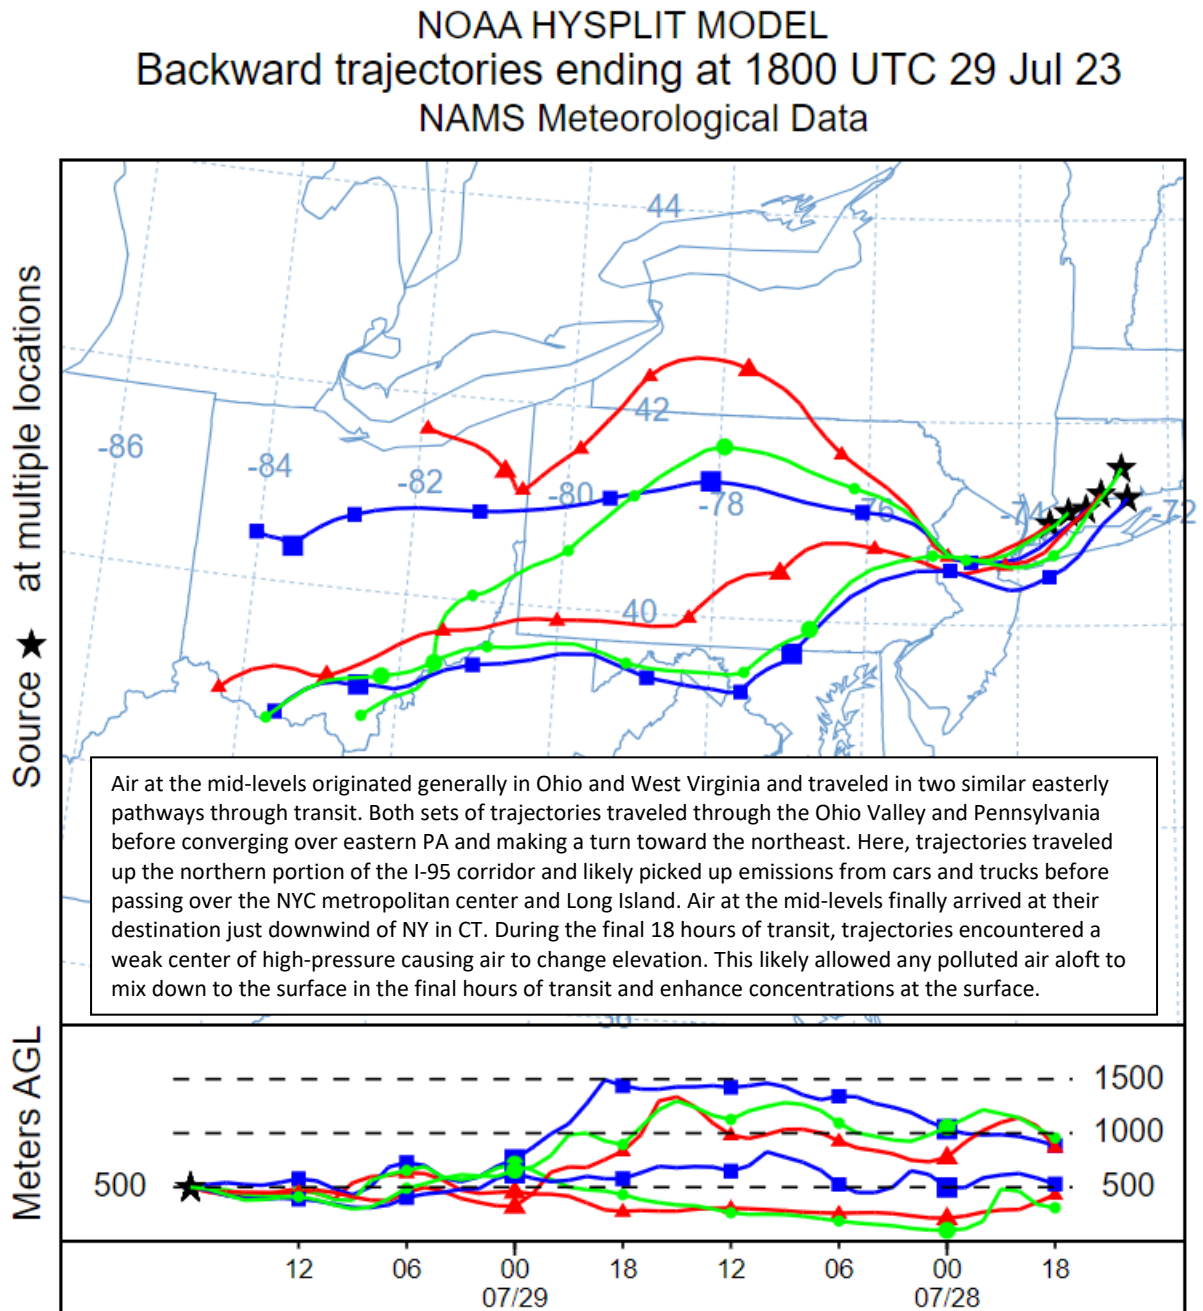 NOAA HYSPLIT MODEL
Backward trajectories ending at 1800 UTC 29 Jul 23
NAMS Meteorological Data
Source ★ at multiple locations
44
42
-86
-84
-82
-80
-78
-76
-74
-72
40
Air at the mid-levels originated generally in Ohio and West Virginia and traveled in two similar easterly
pathways through transit. Both sets of trajectories traveled through the Ohio Valley and Pennsylvania
before converging over eastern PA and making a turn toward the northeast. Here, trajectories traveled
up the northern portion of the I-95 corridor and likely picked up emissions from cars and trucks before
passing over the NYC metropolitan center and Long Island. Air at the mid-levels finally arrived at their
destination just downwind of NY in CT. During the final 18 hours of transit, trajectories encountered a
weak center of high-pressure causing air to change elevation. This likely allowed any polluted air aloft to
mix down to the surface in the final hours of transit and enhance concentrations at the surface.
Meters AGL
500
1500
1000
500
12 06 00 18 12 06 00 18
07/29 07/28